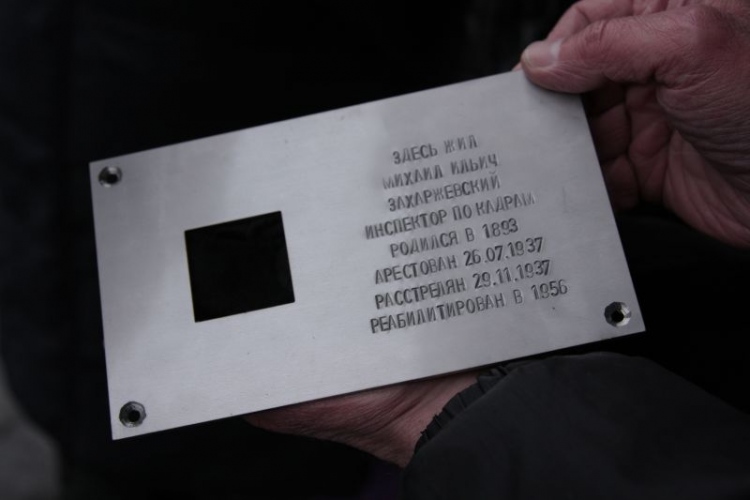 ЗДЕСЬ ЖИЛ
МИХАИЛ ИЛЬИЧ
ЗАХАРЖЕВСКИЙ
ИНСПЕКТОР ПО КАДРАМ
РОДИЛСЯ В 1893
АРЕСТОВАН 26.07.1937
РАССТРЕЛЯН 29.11.1937
РЕАБИЛИТИРОВАН В 1956